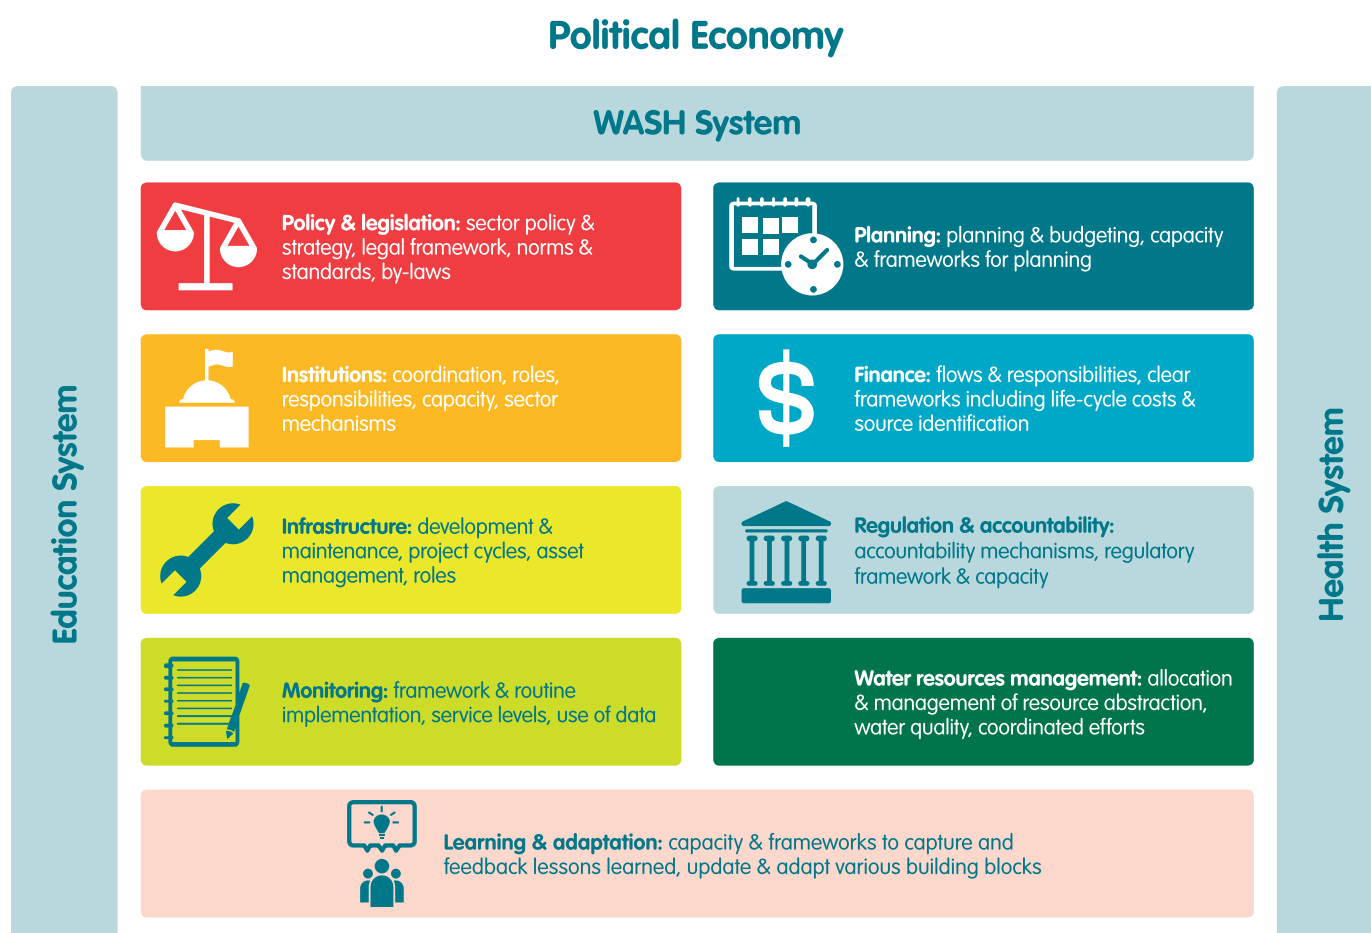 Political Economy
WASH System
Education System
Health System
Policy & legislation: sector policy &
strategy, legal framework, norms &
standards, by-laws
Planning: planning & budgeting, capacity
& frameworks for planning
Institutions: coordination, roles,
responsibilities, capacity, sector
mechanisms
$
Finance: flows & responsibilities, clear
frameworks including life-cycle costs &
source identification
Infrastructure: development &
maintenance, project cycles, asset
management, roles
Regulation & accountability:
accountability mechanisms, regulatory
framework & capacity
Monitoring: framework & routine
implementation, service levels, use of data
Water resources management: allocation
& management of resource abstraction,
water quality, coordinated efforts
Learning & adaptation: capacity & frameworks to capture and
feedback lessons learned, update & adapt various building blocks